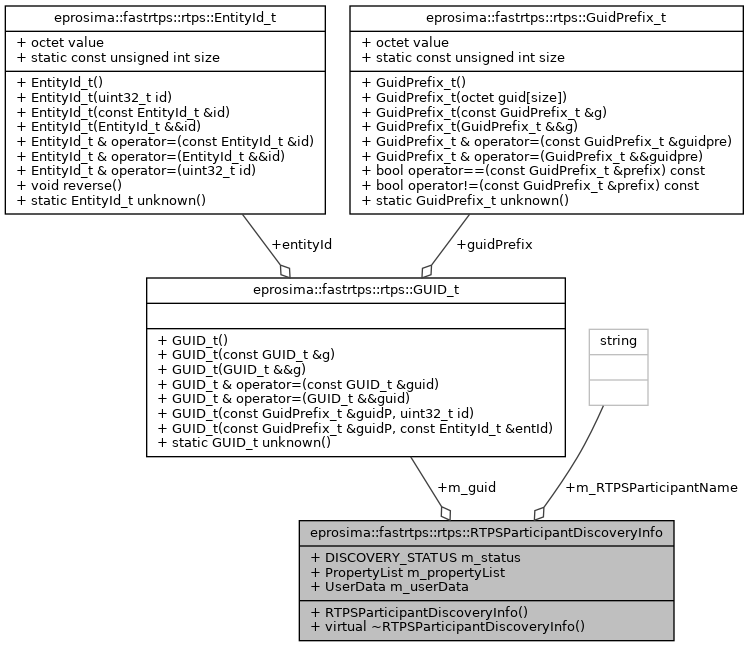 eprosima::fastrtps::rtps::EntityId_t
+ octet value
+ static const unsigned int size
+ EntityId_t()
+ EntityId_t(uint32_t id)
+ EntityId_t(const EntityId_t &id)
+ EntityId_t(EntityId_t &&id)
+ EntityId_t & operator=(const EntityId_t &id)
+ EntityId_t & operator=(EntityId_t &&id)
+ EntityId_t & operator=(uint32_t id)
+ void reverse()
+ static EntityId_t unknown()
eprosima::fastrtps::rtps::GuidPrefix_t
+ octet value
+ static const unsigned int size
+ GuidPrefix_t()
+ GuidPrefix_t(octet guid[size])
+ GuidPrefix_t(const GuidPrefix_t &g)
+ GuidPrefix_t(GuidPrefix_t &&g)
+ GuidPrefix_t & operator=(const GuidPrefix_t &guidpre)
+ GuidPrefix_t & operator=(GuidPrefix_t &&guidpre)
+ bool operator==(const GuidPrefix_t &prefix) const
+ bool operator!=(const GuidPrefix_t &prefix) const
+ static GuidPrefix_t unknown()
+entityId
+guidPrefix
eprosima::fastrtps::rtps::GUID_t
+ GUID_t()
+ GUID_t(const GUID_t &g)
+ GUID_t(GUID_t &&g)
+ GUID_t & operator=(const GUID_t &guid)
+ GUID_t & operator=(GUID_t &&guid)
+ GUID_t(const GuidPrefix_t &guidP, uint32_t id)
+ GUID_t(const GuidPrefix_t &guidP, const EntityId_t &entId)
+ static GUID_t unknown()
string
+m_guid
+m_RTPSParticipantName
eprosima::fastrtps::rtps::RTPSParticipantDiscoveryInfo
+ DISCOVERY_STATUS m_status
+ PropertyList m_propertyList
+ UserData m_userData
+ RTPSParticipantDiscoveryInfo()
+ virtual ~RTPSParticipantDiscoveryInfo()